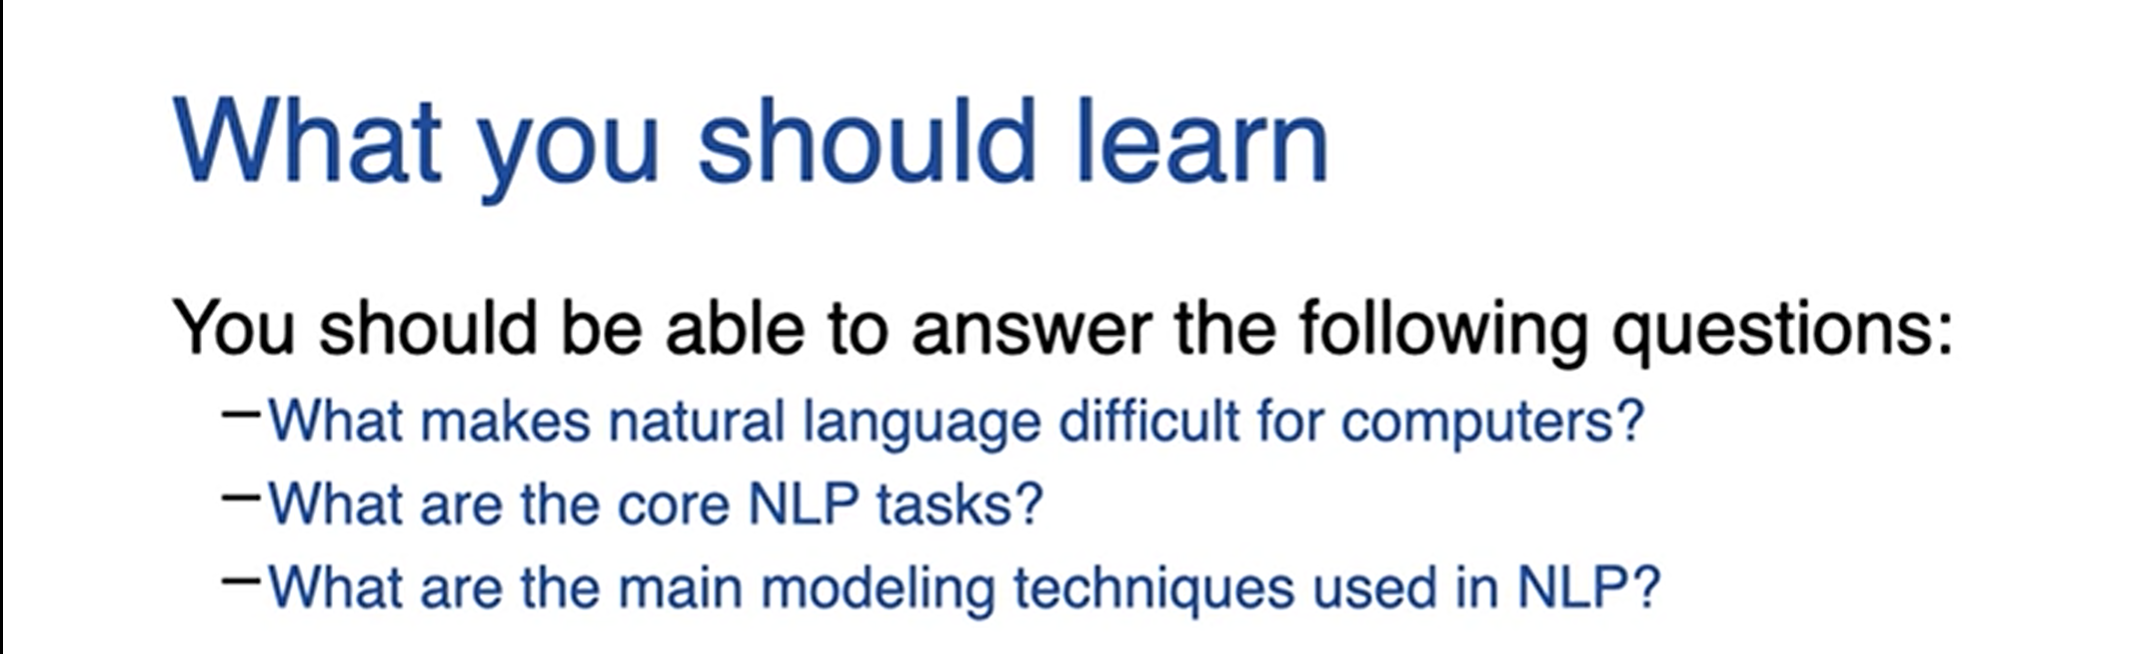 What you should learn
You should be able to answer the following questions:
–What makes natural language difficult for computers?
–What are the core NLP tasks?
–What are the main modeling techniques used in NLP?